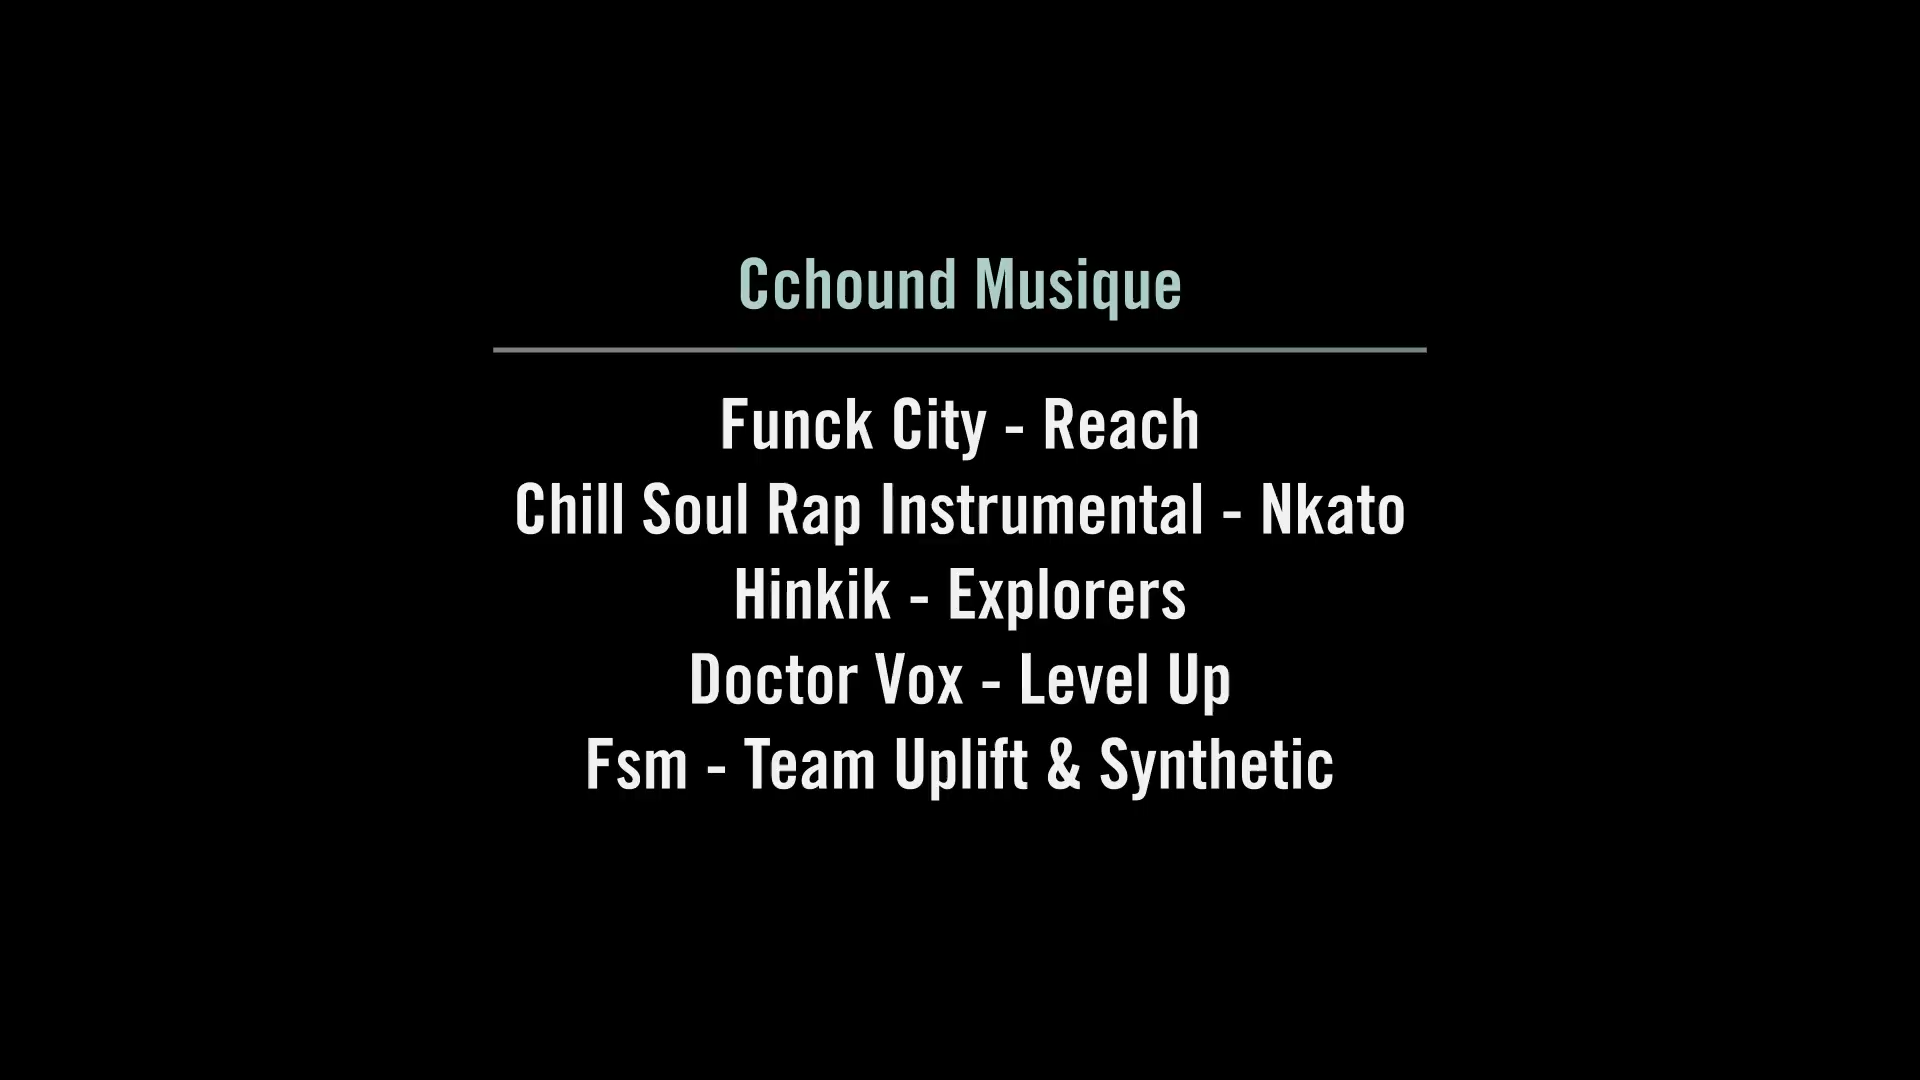 Cchound Musique
Funck City - Reach
Chill Soul Rap Instrumental - Nkato
Hinkik - Explorers
Doctor Vox - Level Up
Fsm - Team Uplift & Synthetic